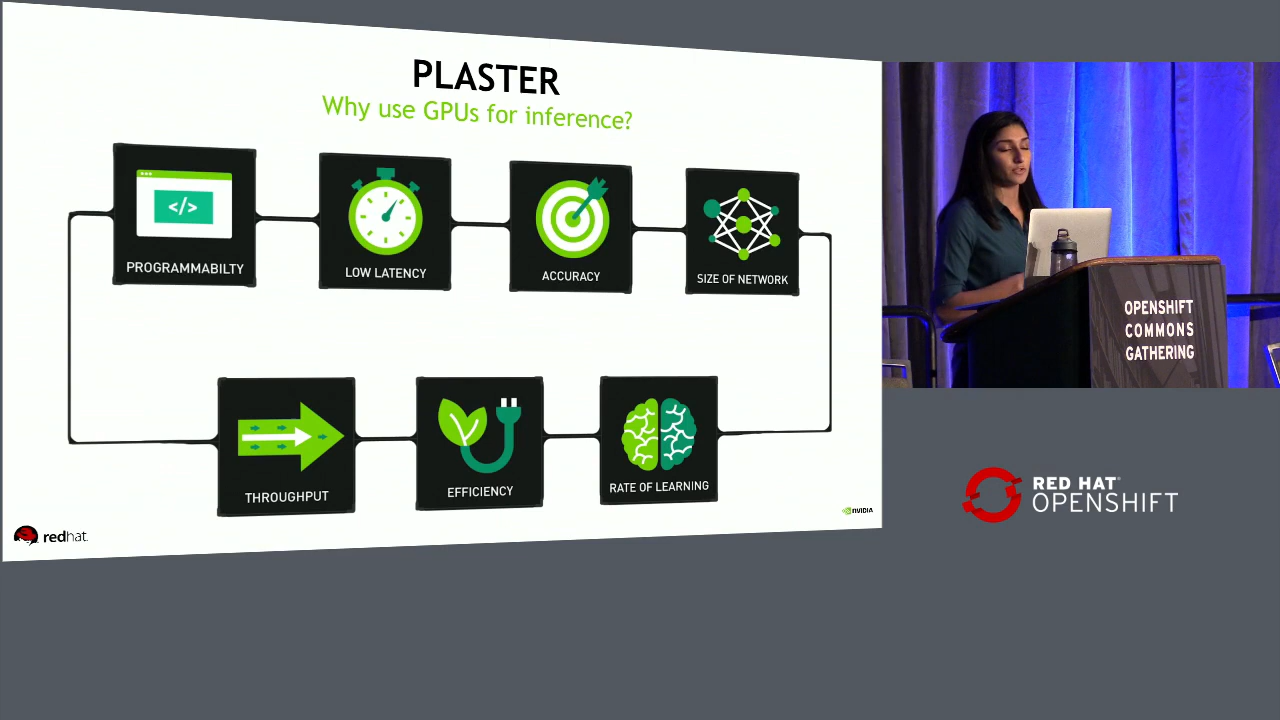 PLASTER
Why use GPUs for inference?
</>
PROGRAMMABILTY
LOW LATENCY
ACCURACY
SIZE OF NETWORK
THROUGHPUT
EFFICIENCY
RATE OF LEARNING
redhat.
NVIDIA
OPENSHIFT
COMMONS
GATHERING
RED HAT®
OPENSHIFT